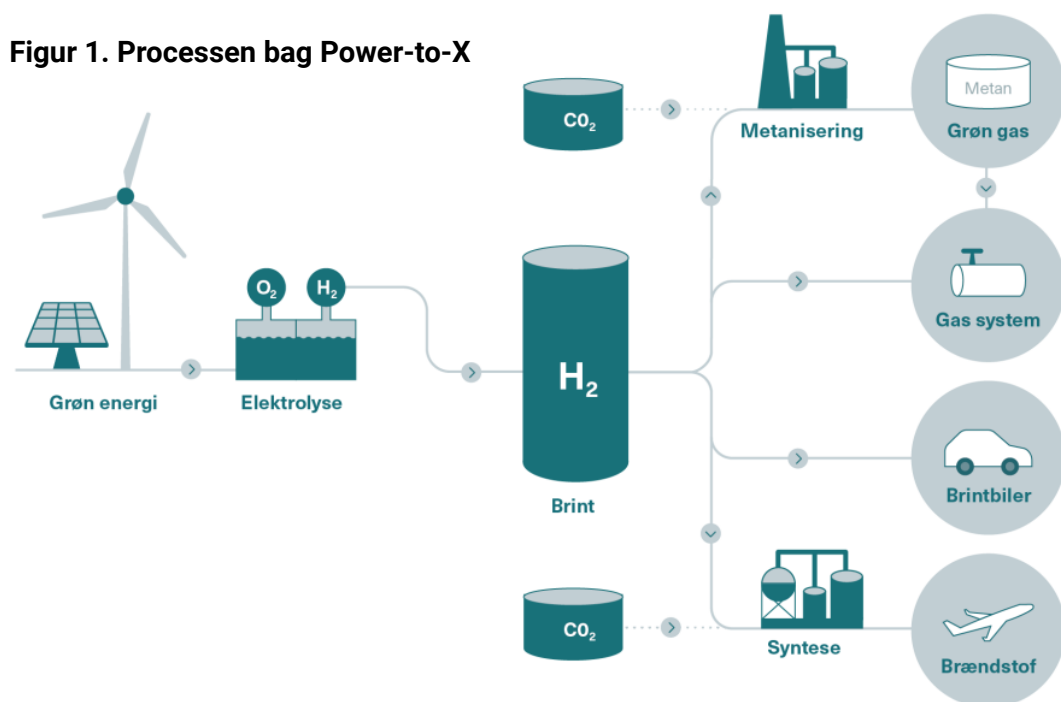 Figur 1. Processen bag Power-to-X
CO₂
Metanisering
Metan
Grøn gas
O₂
H₂
Gas system
Grøn energi
Elektrolyse
H₂
Brint
Brintbiler
CO₂
Syntese
Brændstof